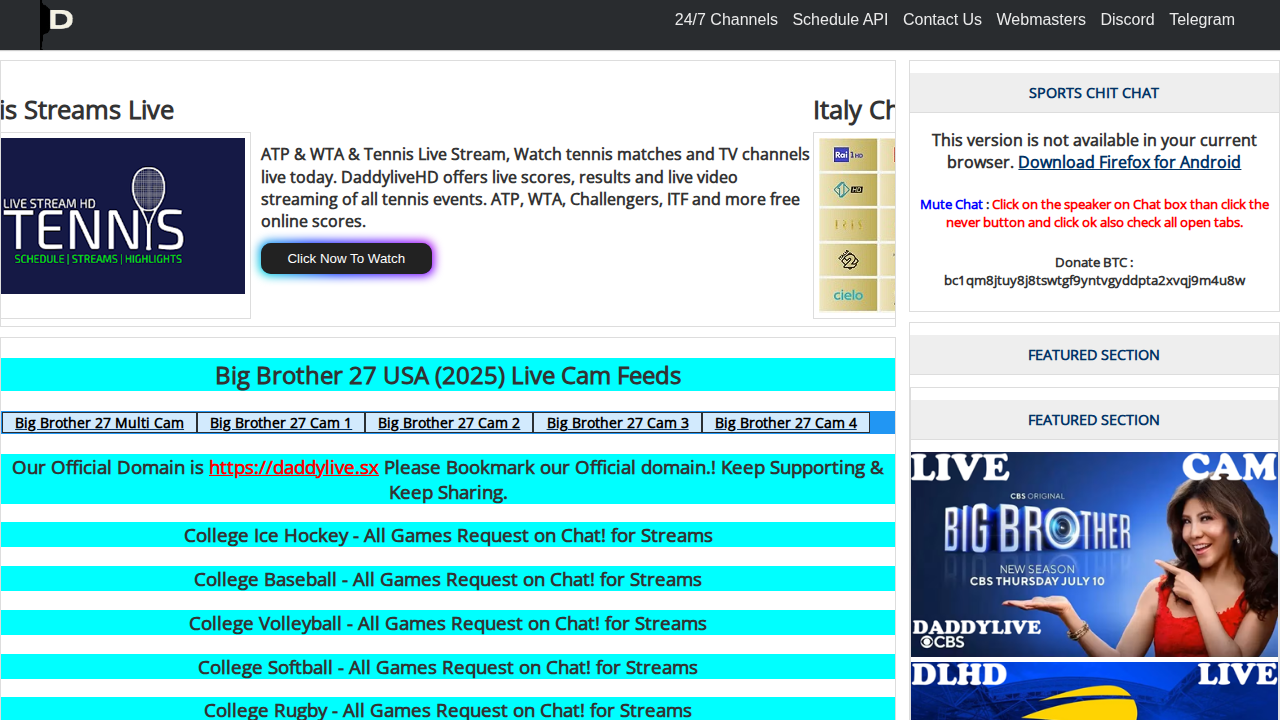 D
24/7 Channels Schedule API Contact Us Webmasters Discord Telegram
is Streams Live
LIVE STREAM HD
TENNIS
SCHEDULE | STREAMS | HIGHLIGHTS
ATP & WTA & Tennis Live Stream, Watch tennis matches and TV channels
live today. DaddyliveHD offers live scores, results and live video
streaming of all tennis events. ATP, WTA, Challengers, ITF and more free
online scores.
Click Now To Watch
Italy Ch
Rai 1 HD
HD
IRIS
cielo
Big Brother 27 USA (2025) Live Cam Feeds
Big Brother 27 Multi Cam Big Brother 27 Cam 1 Big Brother 27 Cam 2 Big Brother 27 Cam 3 Big Brother 27 Cam 4
Our Official Domain is https://daddylive.sx Please Bookmark our Official domain.! Keep Supporting &
Keep Sharing.
College Ice Hockey - All Games Request on Chat! for Streams
College Baseball - All Games Request on Chat! for Streams
College Volleyball - All Games Request on Chat! for Streams
College Softball - All Games Request on Chat! for Streams
College Rugby - All Games Request on Chat! for Streams
SPORTS CHIT CHAT
This version is not available in your current
browser. Download Firefox for Android
Mute Chat : Click on the speaker on Chat box than click the
never button and click ok also check all open tabs.
Donate BTC :
bc1qm8jtuy8j8tswtgf9yntvgyddpta2xvqj9m4u8w
FEATURED SECTION
FEATURED SECTION
LIVE CAM
CBS ORIGINAL
BIG BROTHER
NEW SEASON
CBS THURSDAY JULY 10
DADDYLIVE
CBS
DLHD LIVE